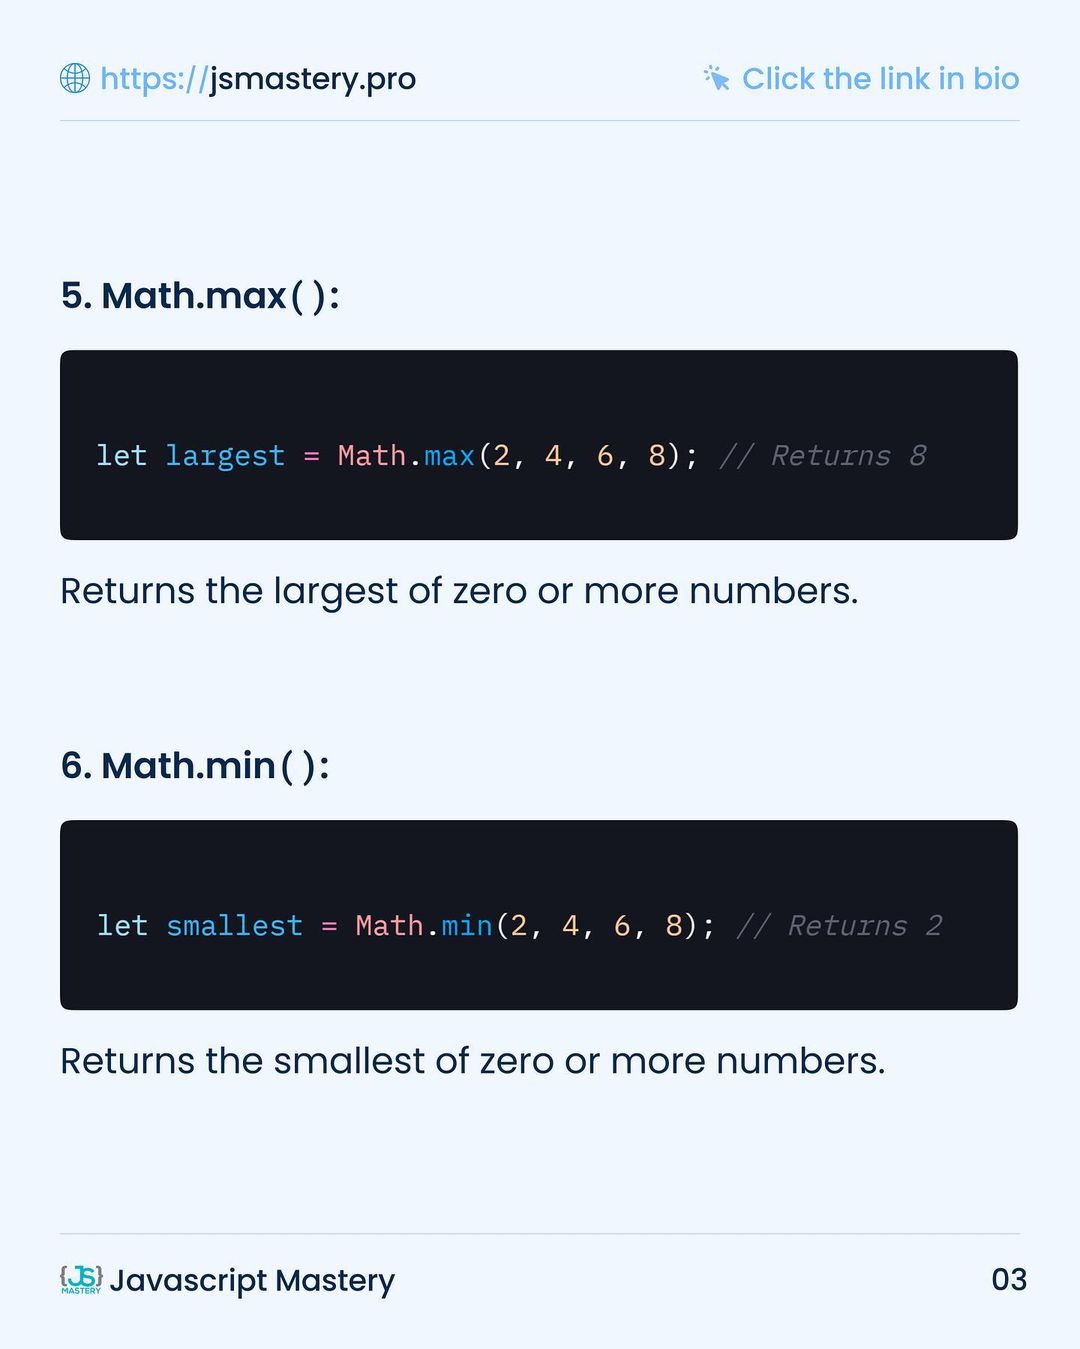 https://jsmastery.pro
Click the link in bio
5. Math.max():
let largest = Math.max(2, 4, 6, 8); // Returns 8
Returns the largest of zero or more numbers.
6. Math.min():
let smallest = Math.min(2, 4, 6, 8); // Returns 2
Returns the smallest of zero or more numbers.
{JS}
MASTERY
Javascript Mastery
03